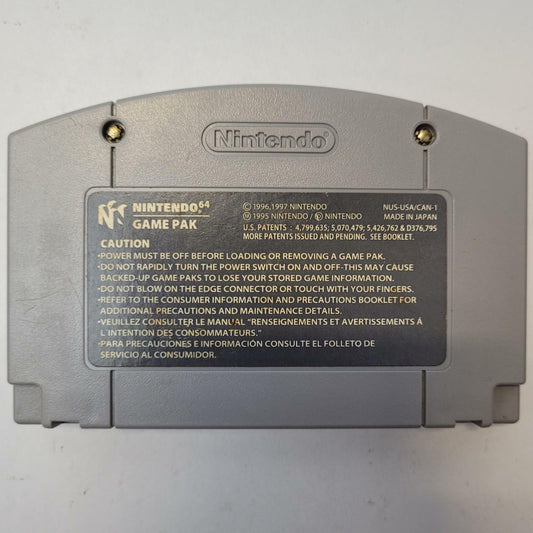 Nintendo
NINTENDO 64
GAME PAK
© 1996,1997 NINTENDO
Ⓜ 1995 NINTENDO / Ⓟ NINTENDO
NUS-USA/CAN-1
MADE IN JAPAN
U.S. PATENTS : 4,799,635; 5,070,479; 5,426,762 & D376,795
MORE PATENTS ISSUED AND PENDING. SEE BOOKLET.
CAUTION
•POWER MUST BE OFF BEFORE LOADING OR REMOVING A GAME PAK.
•DO NOT RAPIDLY TURN THE POWER SWITCH ON AND OFF-THIS MAY CAUSE
BACKED-UP GAME PAKS TO LOSE YOUR STORED GAME INFORMATION.
•DO NOT BLOW ON THE EDGE CONNECTOR OR TOUCH WITH YOUR FINGERS.
•REFER TO THE CONSUMER INFORMATION AND PRECAUTIONS BOOKLET FOR
ADDITIONAL PRECAUTIONS AND MAINTENANCE DETAILS.
•VEUILLEZ CONSULTER LE MANUAL "RENSEIGNEMENTS ET AVERTISSEMENTS Á
L'INTENTION DES CONSOMMATEURS."
•PARA PRECAUCIONES E INFORMACIÓN CONSULTE EL FOLLETO DE
SERVICIO AL CONSUMIDOR.